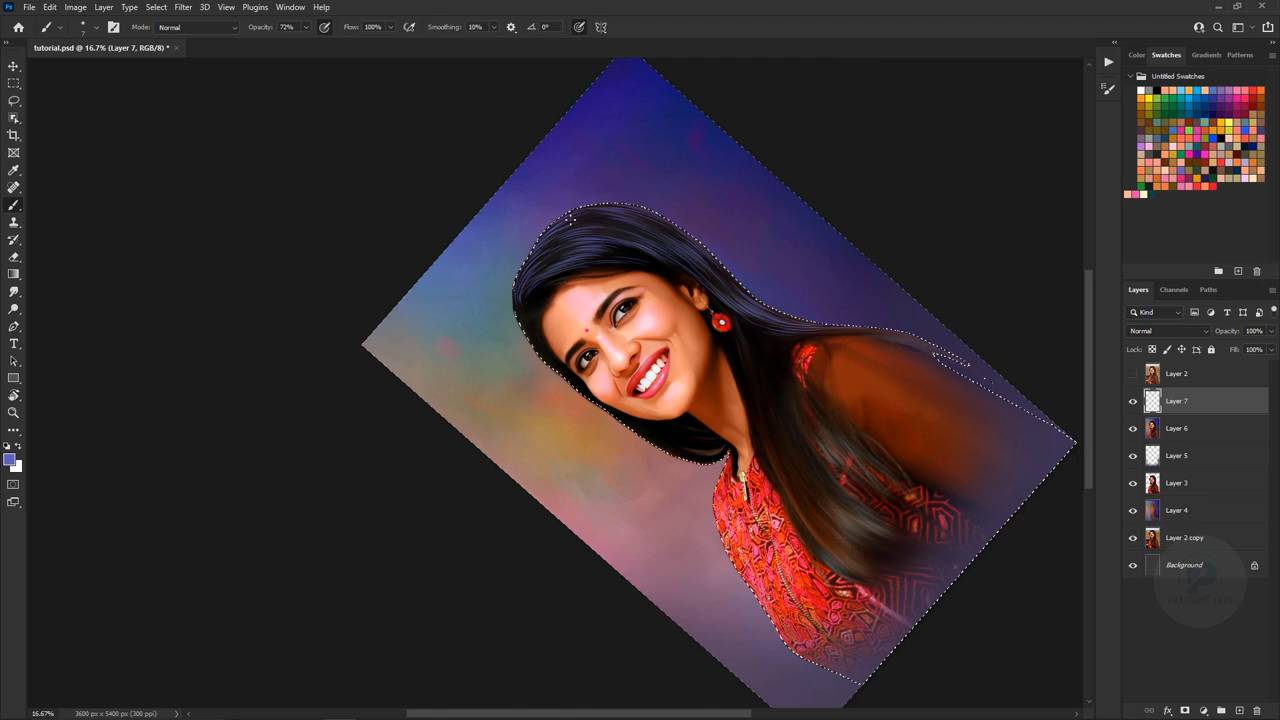 Ps File Edit Image Layer Type Select Filter 3D View Plugins Window Help
7 Mode: Normal Opacity: 72% Flow: 100% Smoothing: 10% 0°
tutorial.psd @ 16.7% (Layer 7, RGB/8) * ×
Color Swatches Gradients Patterns
Untitled Swatches
Layers Channels Paths
Kind
Normal Opacity: 100%
Lock: Fill: 100%
Layer 2
Layer 7
Layer 6
Layer 5
Layer 3
Layer 4
Layer 2 copy
Background
T
16.67% 3600 px x 5400 px (300 ppi)